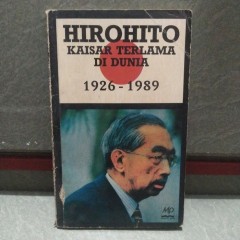 HIROHITO
KAISAR TERLAMA
DI DUNIA
1926-1989